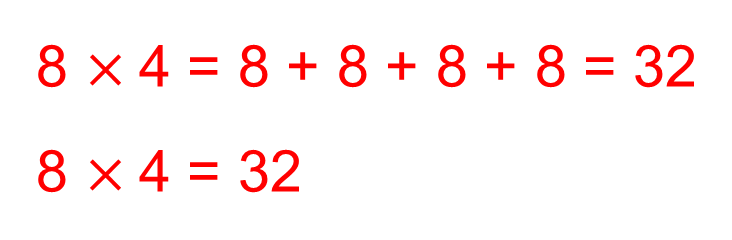 8 × 4 = 8 + 8 + 8 + 8 = 32
8 × 4 = 32